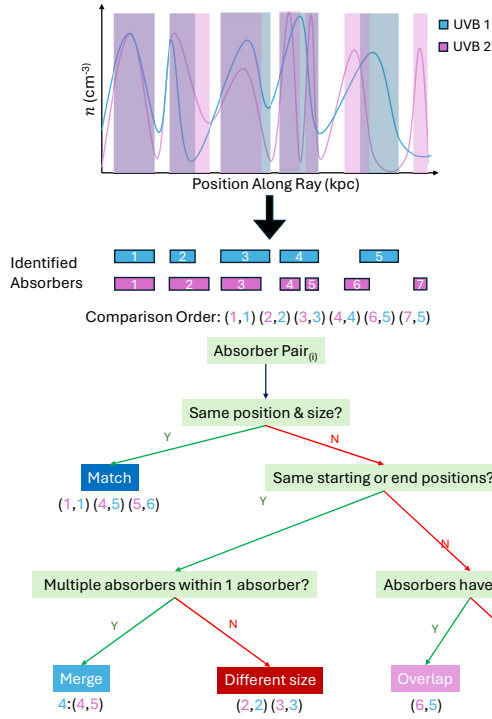 UVB 1
UVB 2
n (cm⁻³)
Position Along Ray (kpc)
Identified Absorbers
1 2 3 4 5
1 2 3 4 5 6 7
Comparison Order: (1,1) (2,2) (3,3) (4,4) (6,5) (7,5)
Absorber Pair(i)
Same position & size?
Y N
Match
(1,1) (4,5) (5,6)
Same starting or end positions?
Y N
Multiple absorbers within 1 absorber?
Absorbers have
Y N Y
Merge
Different size
Overlap
4:(4,5)
(2,2) (3,3)
(6,5)